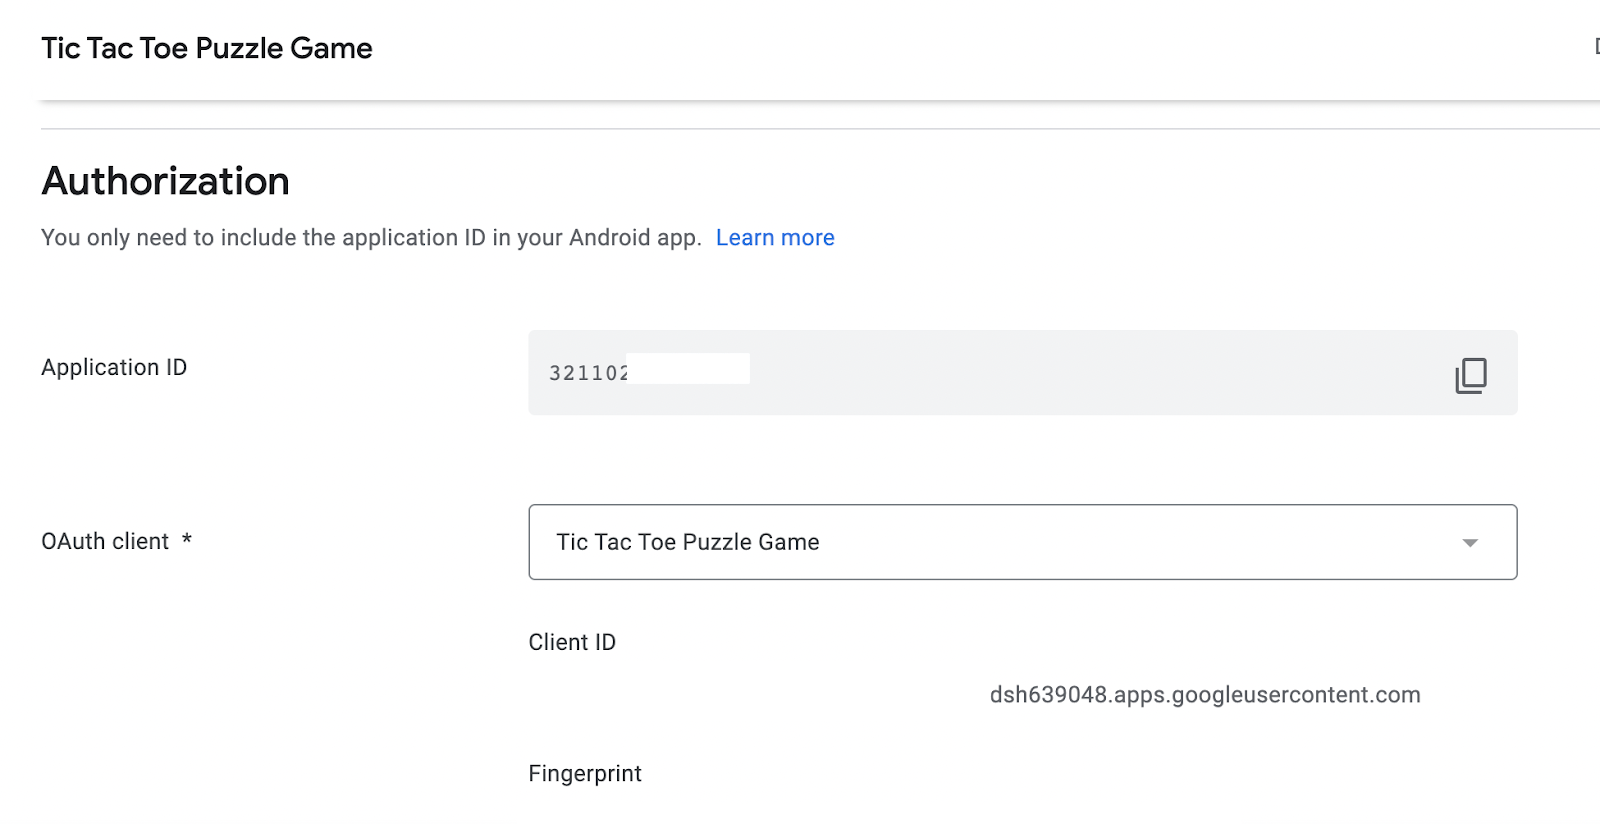 Tic Tac Toe Puzzle Game
Authorization
You only need to include the application ID in your Android app. Learn more
Application ID
321102
OAuth client *
Tic Tac Toe Puzzle Game
Client ID
dsh639048.apps.googleusercontent.com
Fingerprint